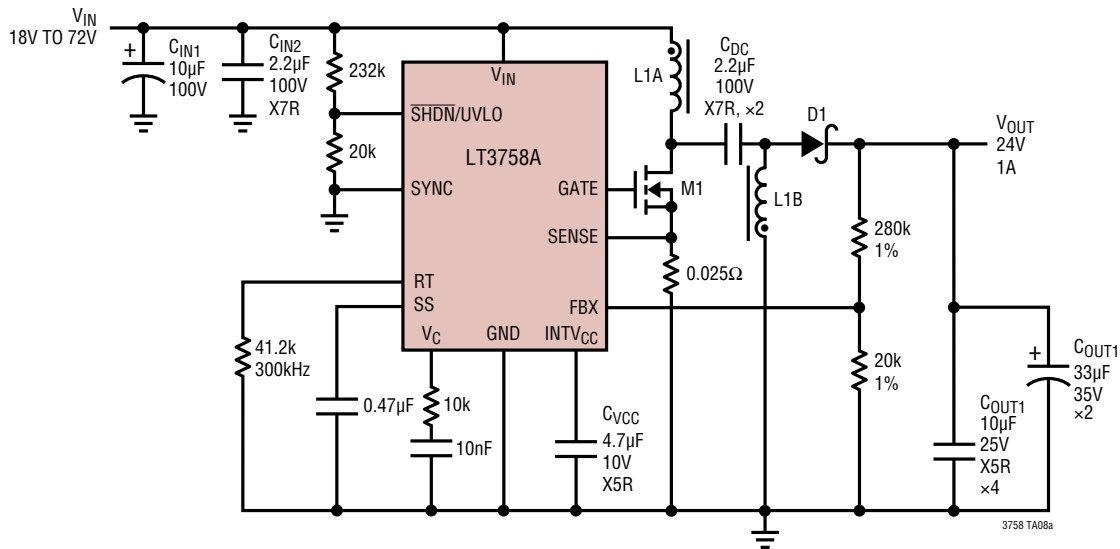 VIN
18V TO 72V
+
CIN1
10µF
100V
CIN2
2.2µF
100V
X7R
232k
20k
VIN
SHDN/UVLO
LT3758A
SYNC
GATE
SENSE
RT
SS
FBX
VC
GND
INTVCC
L1A
CDC
2.2µF
100V
X7R, ×2
D1
VOUT
24V
1A
M1
L1B
0.025Ω
280k
1%
20k
1%
41.2k
300kHz
0.47µF
10k
10nF
CVCC
4.7µF
10V
X5R
COUT1
10µF
25V
X5R
×4
+
COUT1
33µF
35V
×2
3758 TA08a